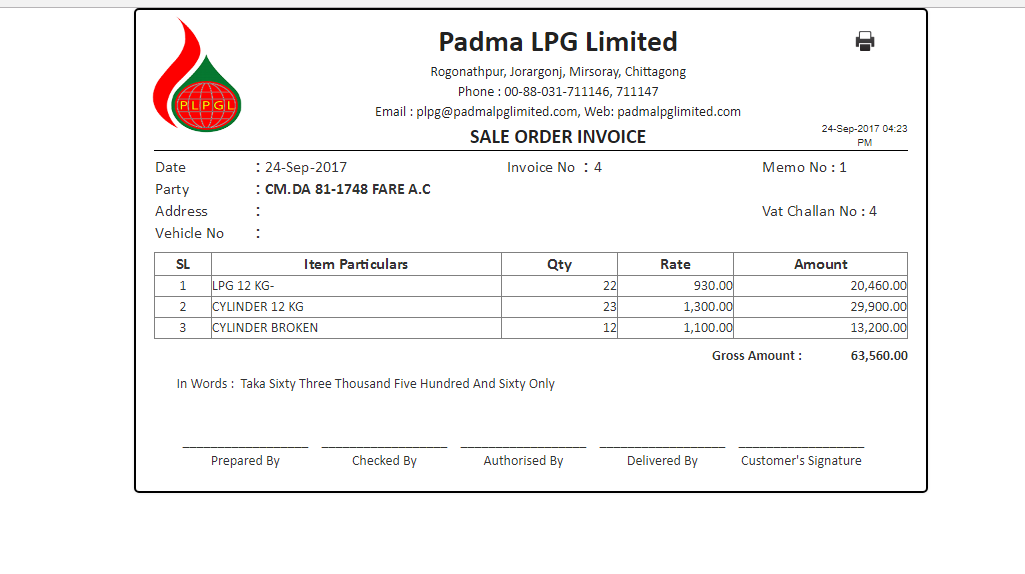 PLPGL
Padma LPG Limited
Rogonathpur, Jorargonj, Mirsoray, Chittagong
Phone : 00-88-031-711146, 711147
Email : plpg@padmalpglimited.com, Web: padmalpglimited.com
SALE ORDER INVOICE
24-Sep-2017 04:23
PM
Date : 24-Sep-2017 Invoice No : 4 Memo No : 1
Party : CM.DA 81-1748 FARE A.C
Address : Vat Challan No : 4
Vehicle No :
SL Item Particulars Qty Rate Amount
1 LPG 12 KG- 22 930.00 20,460.00
2 CYLINDER 12 KG 23 1,300.00 29,900.00
3 CYLINDER BROKEN 12 1,100.00 13,200.00
Gross Amount : 63,560.00
In Words : Taka Sixty Three Thousand Five Hundred And Sixty Only
Prepared By Checked By Authorised By Delivered By Customer's Signature